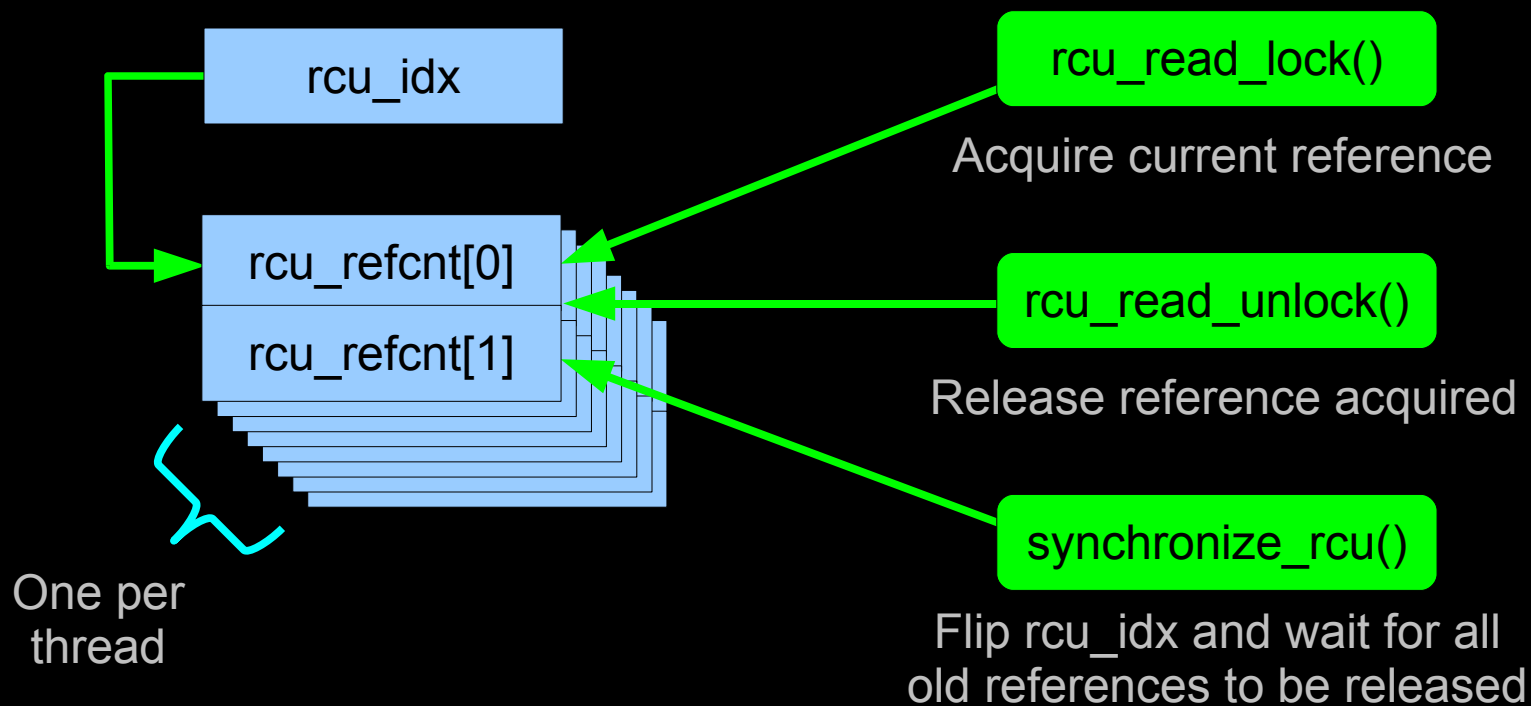 rcu_idx
rcu_read_lock()
Acquire current reference
rcu_refcnt[0]
rcu_refcnt[1]
rcu_read_unlock()
Release reference acquired
synchronize_rcu()
Flip rcu_idx and wait for all
old references to be released
One per
thread